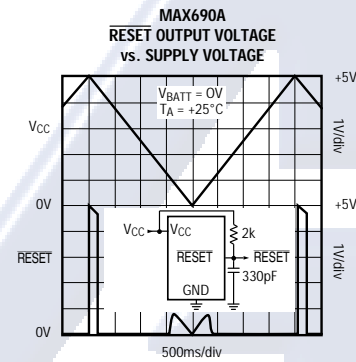 MAX690A
RESET OUTPUT VOLTAGE
vs. SUPPLY VOLTAGE
VBATT = 0V
TA = +25°C
+5V
VCC
1V/div
0V
+5V
VCC
VCC
2k
RESET
RESET
RESET
1V/div
330pF
GND
0V
0V
500ms/div